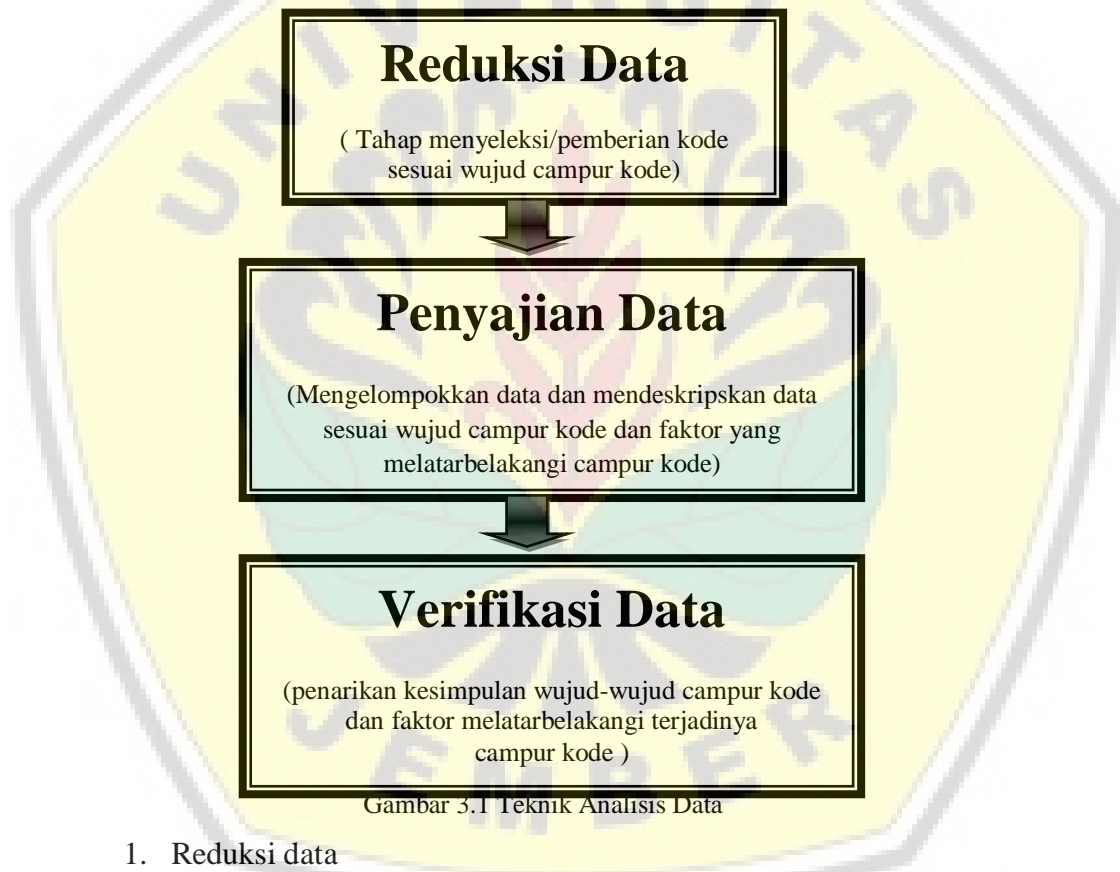 UNIVERSITAS
Reduksi Data
( Tahap menyeleksi/pemberian kode
sesuai wujud campur kode)
Penyajian Data
(Mengelompokkan data dan mendeskripskan data
sesuai wujud campur kode dan faktor yang
melatarbelakangi campur kode)
Verifikasi Data
(penarikan kesimpulan wujud-wujud campur kode
dan faktor melatarbelakangi terjadinya
campur kode )
JEMBER
Gambar 3.1 Teknik Analisis Data
1. Reduksi data